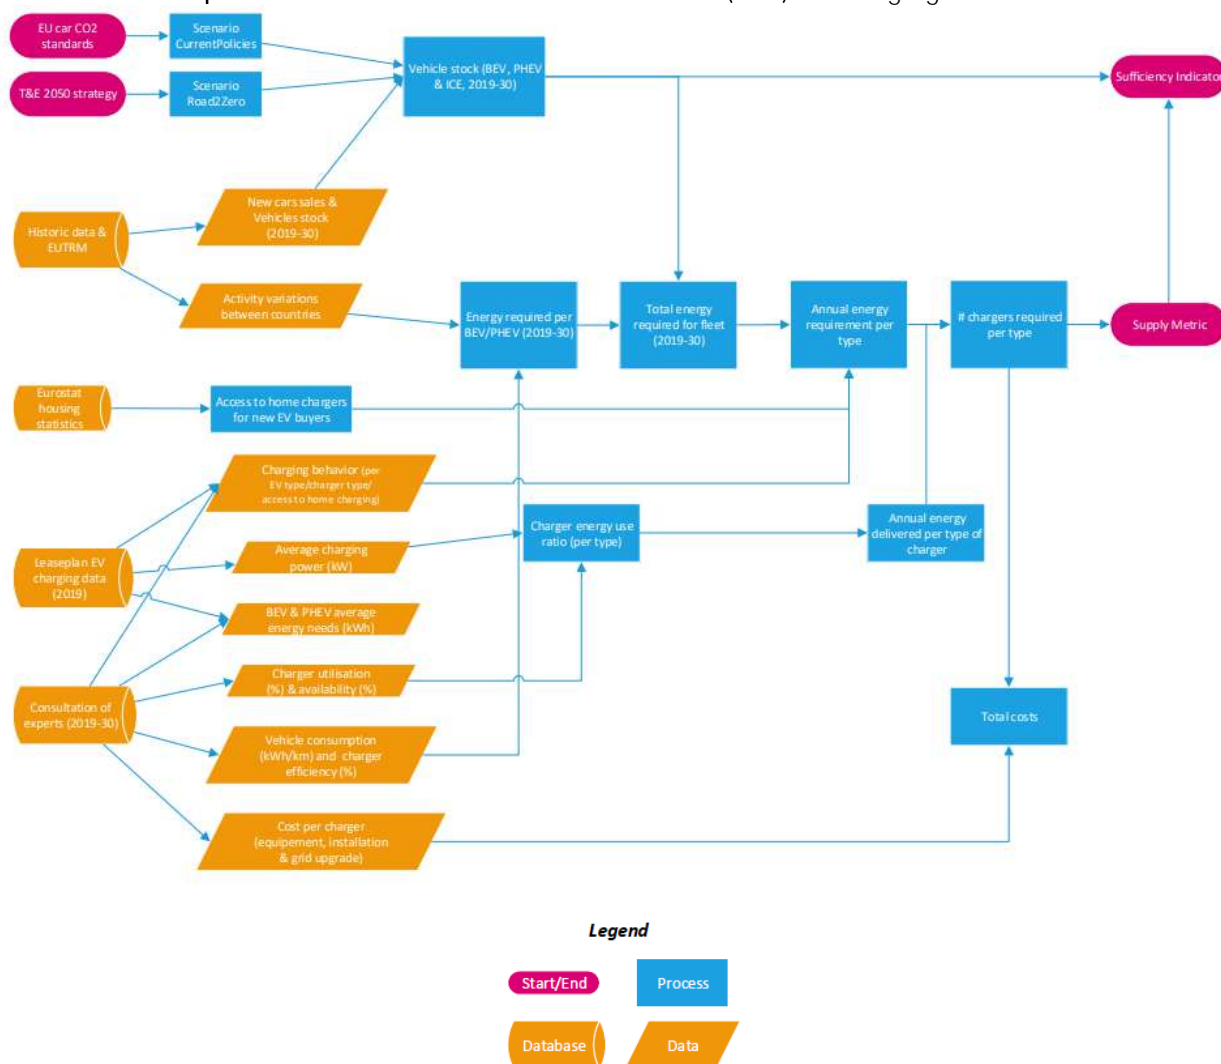 EU car CO2
standards
Scenario
CurrentPolicies
Vehicle stock (BEV, PHEV
& ICE, 2019-30)
Sufficiency Indicator
T&E 2050 strategy
Scenario
Road2Zero
New cars sales &
Vehicles stock
(2019-30)
Historic data &
EUTRM
Activity variations
between countries
Energy required per
BEV/PHEV (2019-30)
Total energy
required for fleet
(2019-30)
Annual energy
requirement per
type
# chargers required
per type
Supply Metric
Eurostat
housing
statistics
Access to home chargers
for new EV buyers
Charging behavior (per
EV type/charger type/
access to home charging)
Charger energy use
ratio (per type)
Annual energy
delivered per type of
charger
Leaseplan EV
charging data
(2019)
Average charging
power (kW)
BEV & PHEV average
energy needs (kWh)
Charger utilisation
(%) & availability (%)
Consultation of
experts (2019-30)
Total costs
Vehicle consumption
(kWh/km) and charger
efficiency (%)
Cost per charger
(equipement, installation
& grid upgrade)
Legend
Start/End
Process
Database
Data